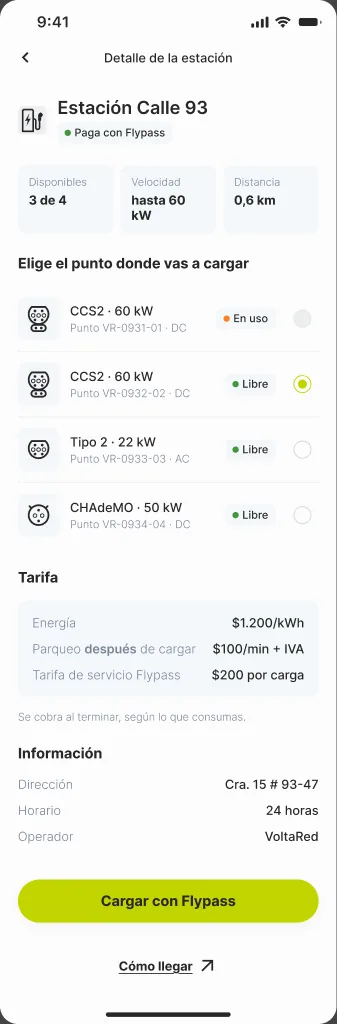 9:41
Detalle de la estación
Estación Calle 93
Paga con Flypass
Disponibles
3 de 4
Velocidad
hasta 60
kW
Distancia
0,6 km
Elige el punto donde vas a cargar
CCS2 · 60 kW
Punto VR-0931-01 · DC
En uso
CCS2 · 60 kW
Punto VR-0932-02 · DC
Libre
Tipo 2 · 22 kW
Punto VR-0933-03 · AC
Libre
CHAdeMO · 50 kW
Punto VR-0934-04 · DC
Libre
Tarifa
Energía $1.200/kWh
Parqueo después de cargar $100/min + IVA
Tarifa de servicio Flypass $200 por carga
Se cobra al terminar, según lo que consumas.
Información
Dirección Cra. 15 # 93-47
Horario 24 horas
Operador VoltaRed
Cargar con Flypass
Cómo llegar